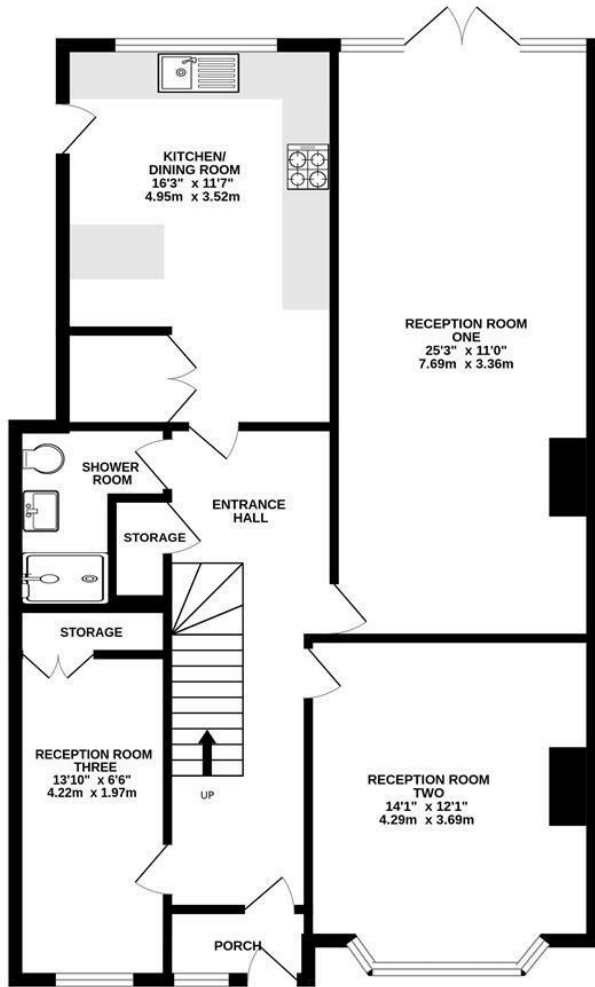 KITCHEN/
DINING ROOM
16'3" x 11'7"
4.95m x 3.52m
RECEPTION ROOM
ONE
25'3" x 11'0"
7.69m x 3.36m
SHOWER
ROOM
ENTRANCE
HALL
STORAGE
STORAGE
RECEPTION ROOM
THREE
13'10" x 6'6"
4.22m x 1.97m
UP
RECEPTION ROOM
TWO
14'1" x 12'1"
4.29m x 3.69m
PORCH